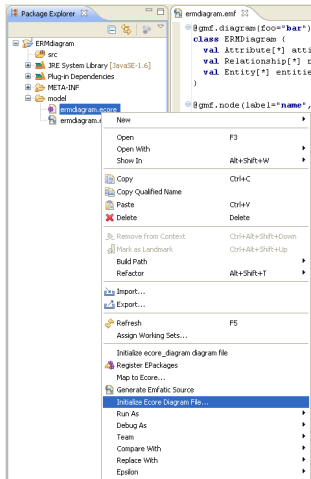 Package Explorer
ermdiagram.emf
ERMdiagram
src
JRE System Library [JavaSE-1.6]
Plug-in Dependencies
META-INF
model
ermdiagram.ecore
@gmf.diagram(foo="bar")
class ERMDiagram {
val Attribute[*]
val Relationship[*]
val Entity[*]
}
@gmf.node(label="name",
New
Open F3
Open With
Show In Alt+Shift+W
Copy Ctrl+C
Copy Qualified Name
Paste Ctrl+V
Delete Delete
Remove from Context Ctrl+Alt+Shift+Down
Mark as Landmark Ctrl+Alt+Shift+Up
Build Path
Refactor Alt+Shift+T
Import...
Export...
Refresh F5
Assign Working Sets...
Initialize ecore_diagram diagram file
Register EPackages
Map to Ecore...
Generate Emfatic Source
Initialize Ecore Diagram File...
Run As
Debug As
Team
Compare With
Replace With
Epsilon